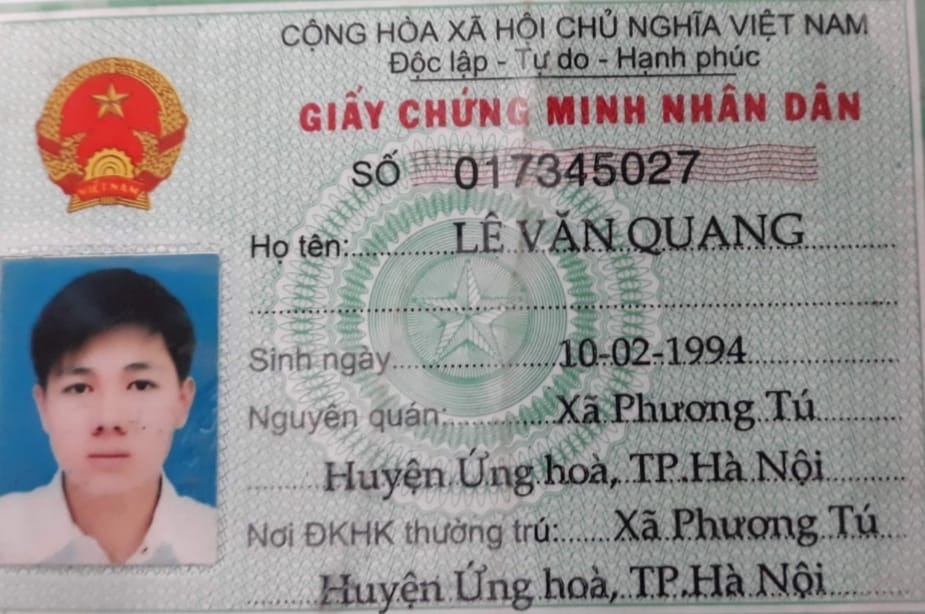 CỘNG HÒA XÃ HỘI CHỦ NGHĨA VIỆT NAM
Độc lập - Tự do - Hạnh phúc
GIẤY CHỨNG MINH NHÂN DÂN
SỐ 017345027
VIỆT NAM
Họ tên: LÊ VĂN QUANG
Sinh ngày 10-02-1994
Nguyên quán: Xã Phương Tú
Huyện Ứng hoà, TP.Hà Nội
Nơi ĐKHK thường trú: Xã Phương Tú
Huyện Ứng hoà, TP.Hà Nội